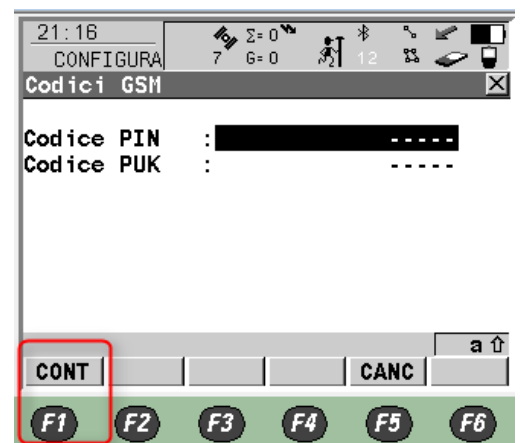 21:16 Σ=0
CONFIGURA 7 G=0 12
Codici GSM
Codice PIN : -----
Codice PUK : -----
a ⇧
CONT CANC
F1 F2 F3 F4 F5 F6